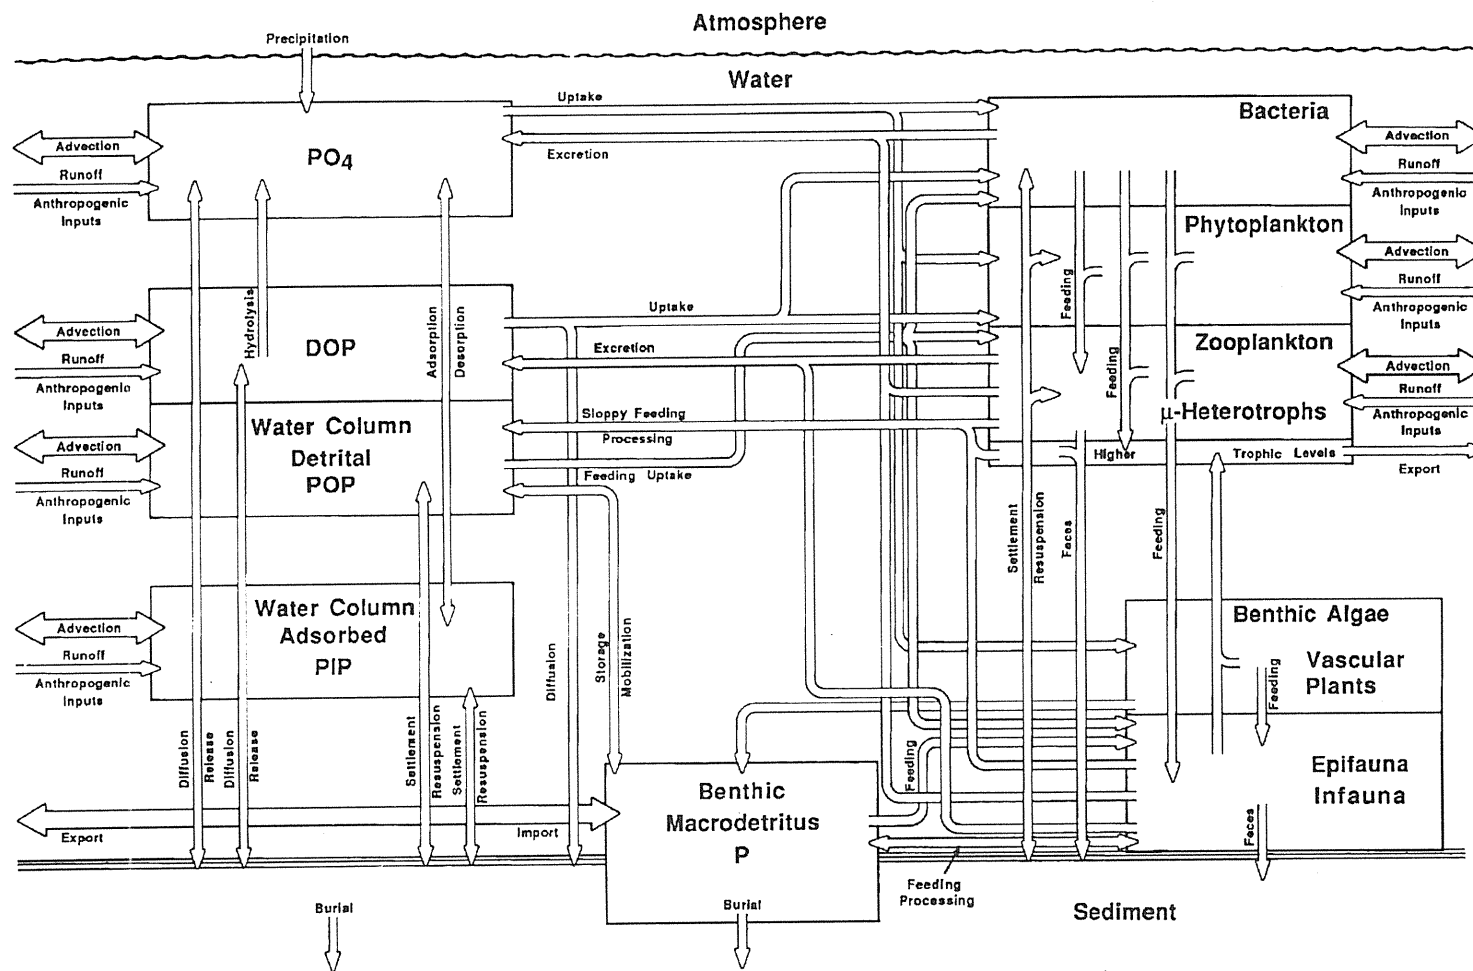 Atmosphere
Precipitation
Water
Uptake
Bacteria
Advection
PO4
Excretion
Advection
Runoff
Anthropogenic
Inputs
Runoff
Anthropogenic
Inputs
Phytoplankton
Advection
Feeding
Runoff
Anthropogenic
Inputs
Hydrolysis
Adsorption
Desorption
Uptake
Advection
DOP
Excretion
Zooplankton
Advection
Runoff
Anthropogenic
Inputs
Feeding
Runoff
Anthropogenic
Inputs
μ-Heterotrophs
Water Column
Detrital
POP
Sloppy Feeding
Processing
Advection
Higher Trophic Levels
Export
Runoff
Anthropogenic
Inputs
Feeding Uptake
Settlement
Resuspension
Faces
Feeding
Water Column
Adsorbed
PIP
Advection
Runoff
Anthropogenic
Inputs
Diffusion
Storage
Mobilization
Benthic Algae
Vascular
Plants
Feeding
Diffusion
Release
Diffusion
Release
Settlement
Resuspension
Settlement
Resuspension
Feeding
Benthic
Macrodetritus
P
Epifauna
Infauna
Export
Import
Feces
Feeding
Processing
Burial
Burial
Sediment